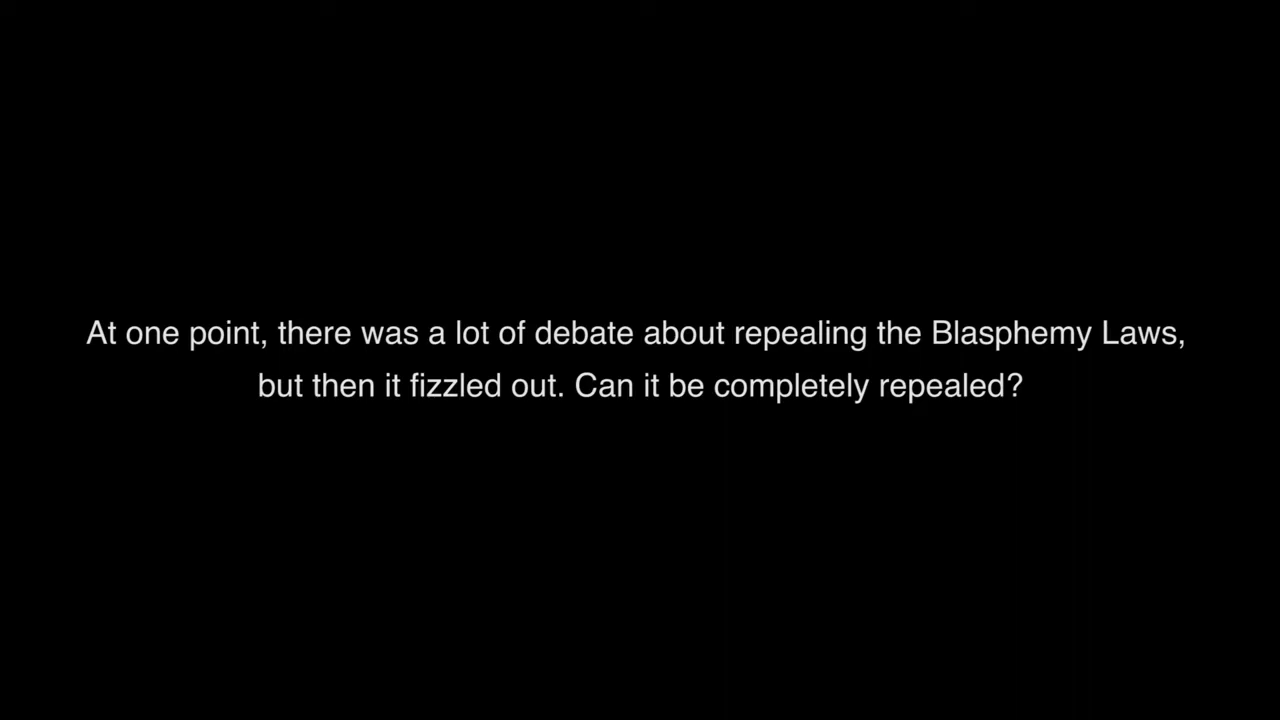 At one point, there was a lot of debate about repealing the Blasphemy Laws,
but then it fizzled out. Can it be completely repealed?